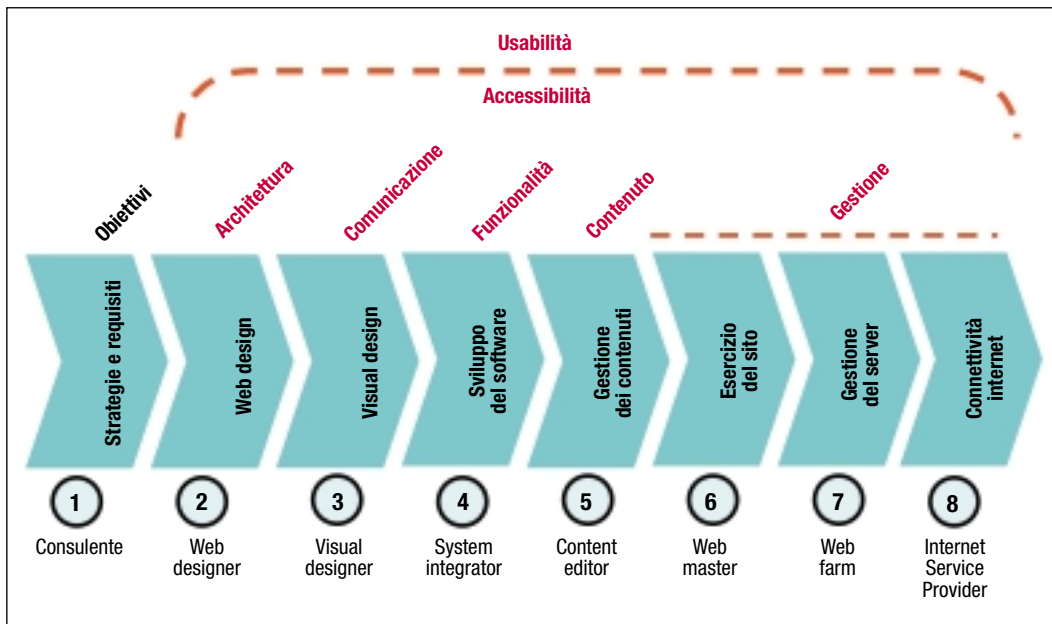 Usabilità
Accessibilità
Obiettivi
Architettura
Comunicazione
Funzionalità
Contenuto
Gestione
Strategie e requisiti
Web design
Visual design
Sviluppo
del software
Gestione
dei contenuti
Esercizio
del sito
Gestione
del server
Connettività
internet
1
2
3
4
5
6
7
8
Consulente
Web
designer
Visual
designer
System
integrator
Content
editor
Web
master
Web
farm
Internet
Service
Provider